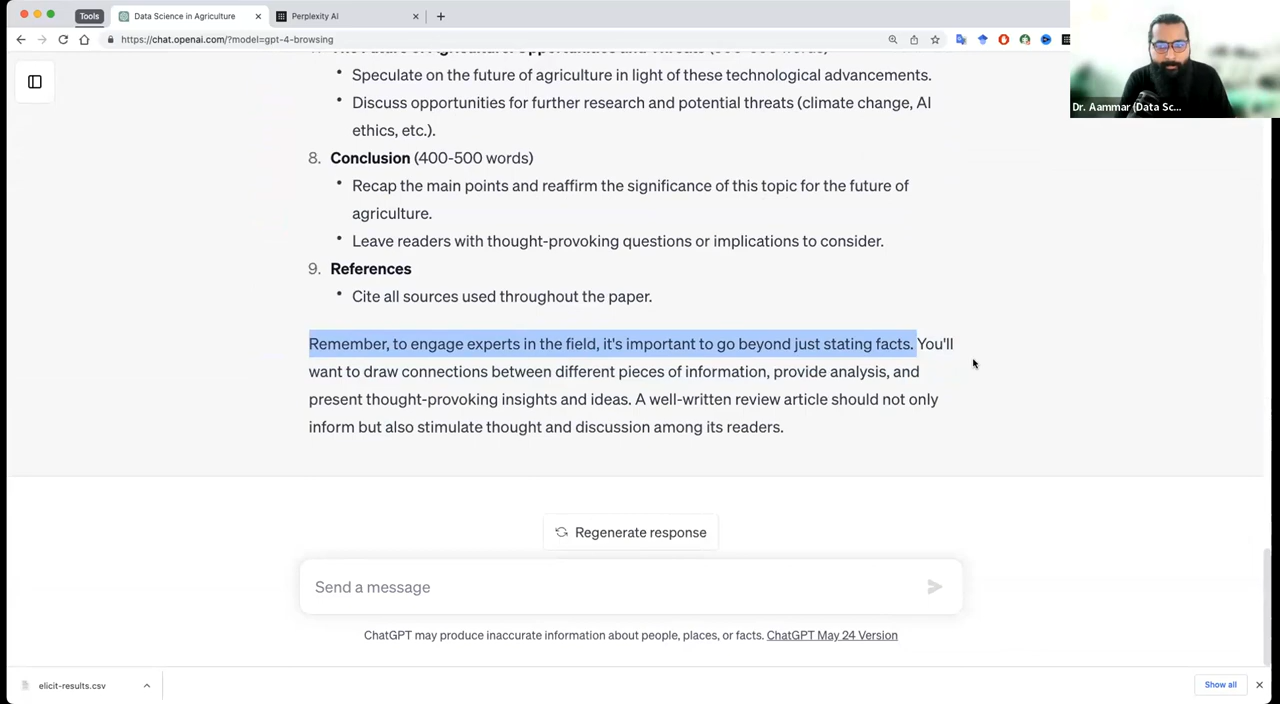 Tools
Data Science in Agriculture
Perplexity AI
https://chat.openai.com/?model=gpt-4-browsing
Dr. Aammar (Data Sc...
• Speculate on the future of agriculture in light of these technological advancements.
• Discuss opportunities for further research and potential threats (climate change, AI
ethics, etc.).
8. Conclusion (400-500 words)
• Recap the main points and reaffirm the significance of this topic for the future of
agriculture.
• Leave readers with thought-provoking questions or implications to consider.
9. References
• Cite all sources used throughout the paper.
Remember, to engage experts in the field, it's important to go beyond just stating facts. You'll
want to draw connections between different pieces of information, provide analysis, and
present thought-provoking insights and ideas. A well-written review article should not only
inform but also stimulate thought and discussion among its readers.
Regenerate response
Send a message
ChatGPT may produce inaccurate information about people, places, or facts. ChatGPT May 24 Version
elicit-results.csv
Show all